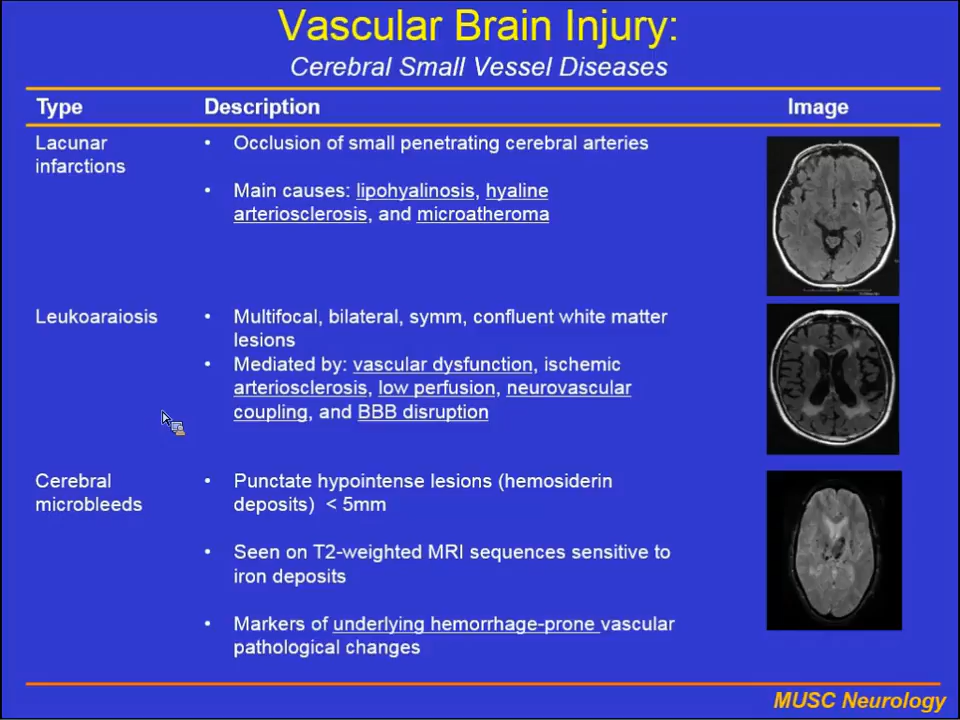 Vascular Brain Injury:
Cerebral Small Vessel Diseases
Type Description Image
Lacunar
infarctions
• Occlusion of small penetrating cerebral arteries
• Main causes: lipohyalinosis, hyaline
arteriosclerosis, and microatheroma
Leukoaraiosis
• Multifocal, bilateral, symm, confluent white matter
lesions
• Mediated by: vascular dysfunction, ischemic
arteriosclerosis, low perfusion, neurovascular
coupling, and BBB disruption
Cerebral
microbleeds
• Punctate hypointense lesions (hemosiderin
deposits) < 5mm
• Seen on T2-weighted MRI sequences sensitive to
iron deposits
• Markers of underlying hemorrhage-prone vascular
pathological changes
MUSC Neurology